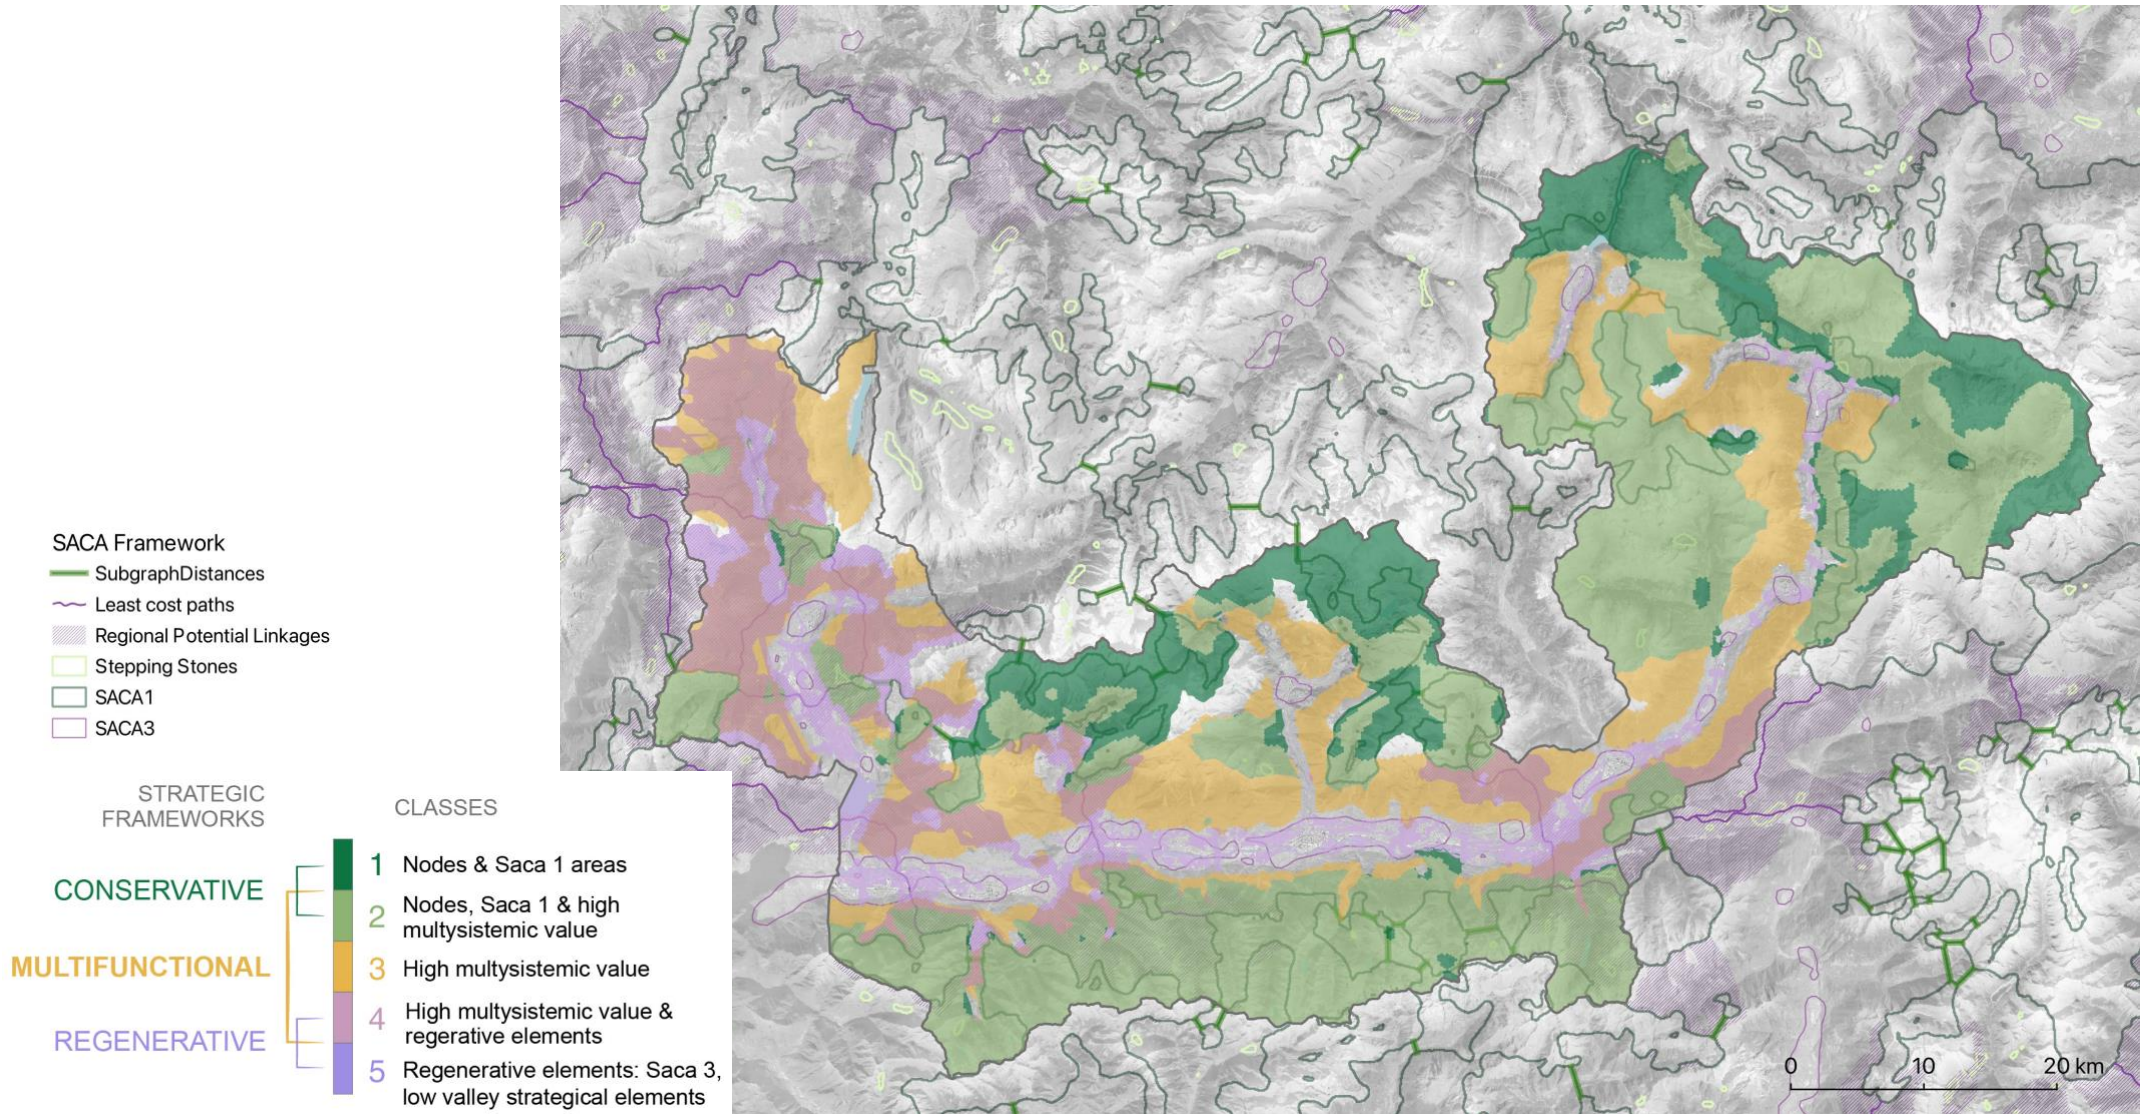 SACA Framework
SubgraphDistances
Least cost paths
Regional Potential Linkages
Stepping Stones
SACA1
SACA3
STRATEGIC
FRAMEWORKS
CLASSES
CONSERVATIVE
MULTIFUNCTIONAL
REGENERATIVE
1 Nodes & Saca 1 areas
2 Nodes, Saca 1 & high
multysistemic value
3 High multysistemic value
4 High multysistemic value &
regerative elements
5 Regenerative elements: Saca 3,
low valley strategical elements
0 10 20 km